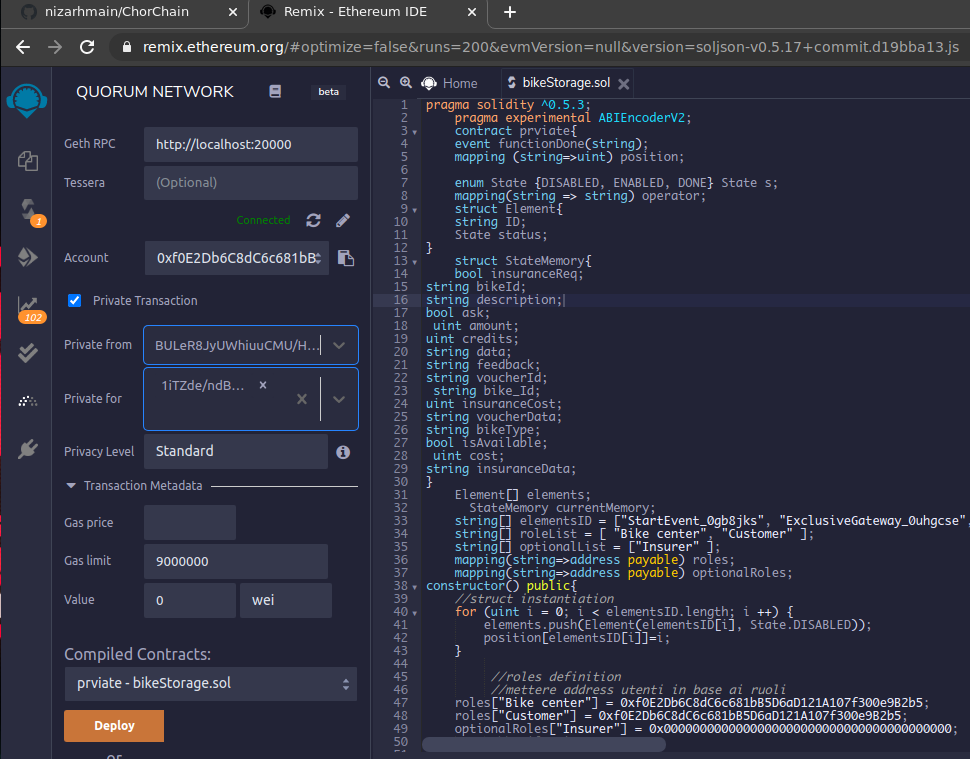 nizarhmain/ChorChain
Remix - Ethereum IDE
remix.ethereum.org/#optimize=false&runs=200&evmVersion=null&version=soljson-v0.5.17+commit.d19bba13.js
QUORUM NETWORK
beta
Geth RPC
http://localhost:20000
Tessera
(Optional)
Connected
Account
0xf0E2Db6C8dC6c681bB
Private Transaction
Private from
BULeR8JyUWhiuuCMU/H...
Private for
1iTZde/ndB... ×
Privacy Level
Standard
Transaction Metadata
Gas price
Gas limit
9000000
Value
0
wei
Compiled Contracts:
prviate - bikeStorage.sol
Deploy
or
1
102
Home
bikeStorage.sol
1 pragma solidity ^0.5.3;
2 pragma experimental ABIEncoderV2;
3 contract prviate{
4 event functionDone(string);
5 mapping (string=>uint) position;
6
7 enum State {DISABLED, ENABLED, DONE} State s;
8 mapping(string => string) operator;
9 struct Element{
10 string ID;
11 State status;
12 }
13 struct StateMemory{
14 bool insuranceReq;
15 string bikeId;
16 string description;
17 bool ask;
18 uint amount;
19 uint credits;
20 string data;
21 string feedback;
22 string voucherId;
23 string bike_Id;
24 uint insuranceCost;
25 string voucherData;
26 string bikeType;
27 bool isAvailable;
28 uint cost;
29 string insuranceData;
30 }
31 Element[] elements;
32 StateMemory currentMemory;
33 string[] elementsID = ["StartEvent_0gb8jks", "ExclusiveGateway_0uhgcse",
34 string[] roleList = [ "Bike center", "Customer" ];
35 string[] optionalList = ["Insurer" ];
36 mapping(string=>address payable) roles;
37 mapping(string=>address payable) optionalRoles;
38 constructor() public{
39 //struct instantiation
40 for (uint i = 0; i < elementsID.length; i ++) {
41 elements.push(Element(elementsID[i], State.DISABLED));
42 position[elementsID[i]]=i;
43 }
44
45 //roles definition
46 //mettere address utenti in base ai ruoli
47 roles["Bike center"] = 0xf0E2Db6C8dC6c681bB5D6aD121A107f300e9B2b5;
48 roles["Customer"] = 0xf0E2Db6C8dC6c681bB5D6aD121A107f300e9B2b5;
49 optionalRoles["Insurer"] = 0x0000000000000000000000000000000000000000;
50